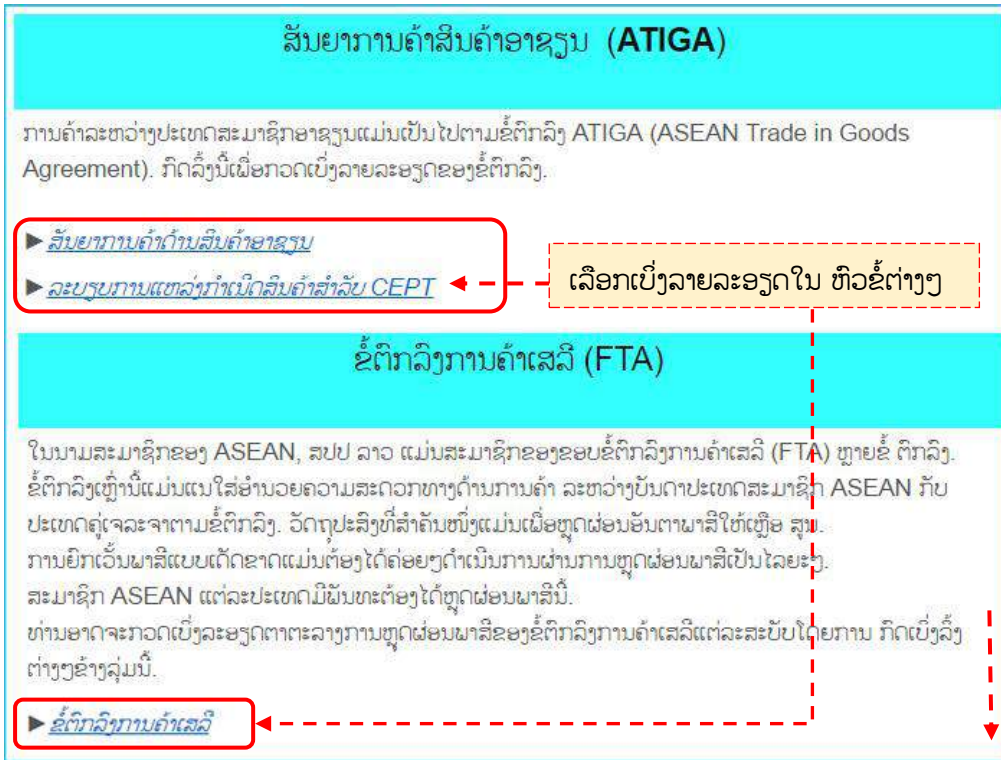 ສັນຍາການຄ້າສິນຄ້າອາຊຽນ (ATIGA)
ການຄ້າລະຫວ່າງປະເທດສະມາຊິກອາຊຽນແມ່ນເປັນໄປຕາມຂໍ້ຕົກລົງ ATIGA (ASEAN Trade in Goods
Agreement). ກົດລິ້ງນີ້ເພື່ອກວດເບິ່ງລາຍລະອຽດຂອງຂໍ້ຕົກລົງ.
► ສັນຍາການຄ້າດ້ານສິນຄ້າອາຊຽນ
► ລະບຽບການແຫລ່ງກຳເນີດສິນຄ້າສຳລັບ CEPT
ເລືອກເບິ່ງລາຍລະອຽດໃນ ຫົວຂໍ້ຕ່າງໆ
ຂໍ້ຕົກລົງການຄ້າເສລີ (FTA)
ໃນນາມສະມາຊິກຂອງ ASEAN, ສປປ ລາວ ແມ່ນສະມາຊິກຂອງຂອບຂໍ້ຕົກລົງການຄ້າເສລີ (FTA) ຫຼາຍຂໍ້ ຕົກລົງ.
ຂໍ້ຕົກລົງເຫຼົ່ານີ້ແມ່ນແນໃສ່ອຳນວຍຄວາມສະດວກທາງດ້ານການຄ້າ ລະຫວ່າງບັນດາປະເທດສະມາຊິກ ASEAN ກັບ
ປະເທດຄູ່ເຈລະຈາຕາມຂໍ້ຕົກລົງ. ວັດຖຸປະສົງທີ່ສຳຄັນໜຶ່ງແມ່ນເພື່ອຫຼຸດຜ່ອນອັນຕາພາສີໃຫ້ເຫຼືອ ສູນ.
ການຍົກເວັ້ນພາສີແບບເດັດຂາດແມ່ນຕ້ອງໄດ້ຄ່ອຍໆດຳເນີນການຜ່ານການຫຼຸດຜ່ອນພາສີເປັນໄລຍະໆ.
ສະມາຊິກ ASEAN ແຕ່ລະປະເທດມີພັນທະຕ້ອງໄດ້ຫຼຸດຜ່ອນພາສີນີ້.
ທ່ານອາດຈະກວດເບິ່ງລະອຽດຕາຕະລາງການຫຼຸດຜ່ອນພາສີຂອງຂໍ້ຕົກລົງການຄ້າເສລີແຕ່ລະສະບັບໂດຍການ ກົດເບິ່ງລິ້ງ
ຕ່າງໆຂ້າງລຸ່ມນີ້.
► ຂໍ້ຕົກລົງການຄ້າເສລີ